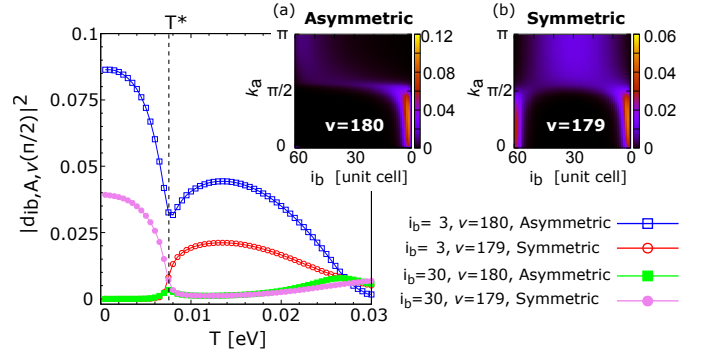 T*
(a) Asymmetric
(b) Symmetric
|d_{i_b,A,v}(π/2)|²
0.1
0.075
0.05
0.025
0
0 0.01 0.02 0.03
T [eV]
k_a
π
π/2
0
v=180
60 30 0
i_b [unit cell]
0.12
0.08
0.04
0
k_a
π
π/2
0
v=179
60 30 0
i_b [unit cell]
0.06
0.04
0.02
0
i_b= 3, v=180, Asymmetric
i_b= 3, v=179, Symmetric
i_b=30, v=180, Asymmetric
i_b=30, v=179, Symmetric